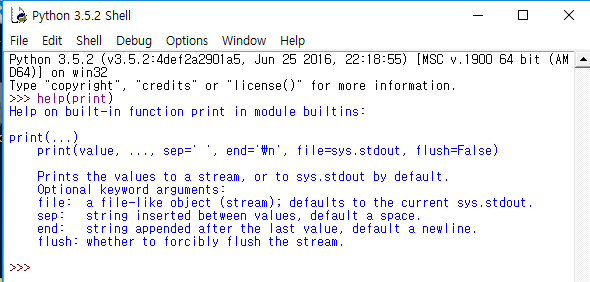 Python 3.5.2 Shell
File Edit Shell Debug Options Window Help
Python 3.5.2 (v3.5.2:4def2a2901a5, Jun 25 2016, 22:18:55) [MSC v.1900 64 bit (AM
D64)] on win32
Type "copyright", "credits" or "license()" for more information.
>>> help(print)
Help on built-in function print in module builtins:
print(...)
    print(value, ..., sep=' ', end='₩n', file=sys.stdout, flush=False)
    Prints the values to a stream, or to sys.stdout by default.
    Optional keyword arguments:
    file:  a file-like object (stream); defaults to the current sys.stdout.
    sep:   string inserted between values, default a space.
    end:   string appended after the last value, default a newline.
    flush: whether to forcibly flush the stream.
>>>